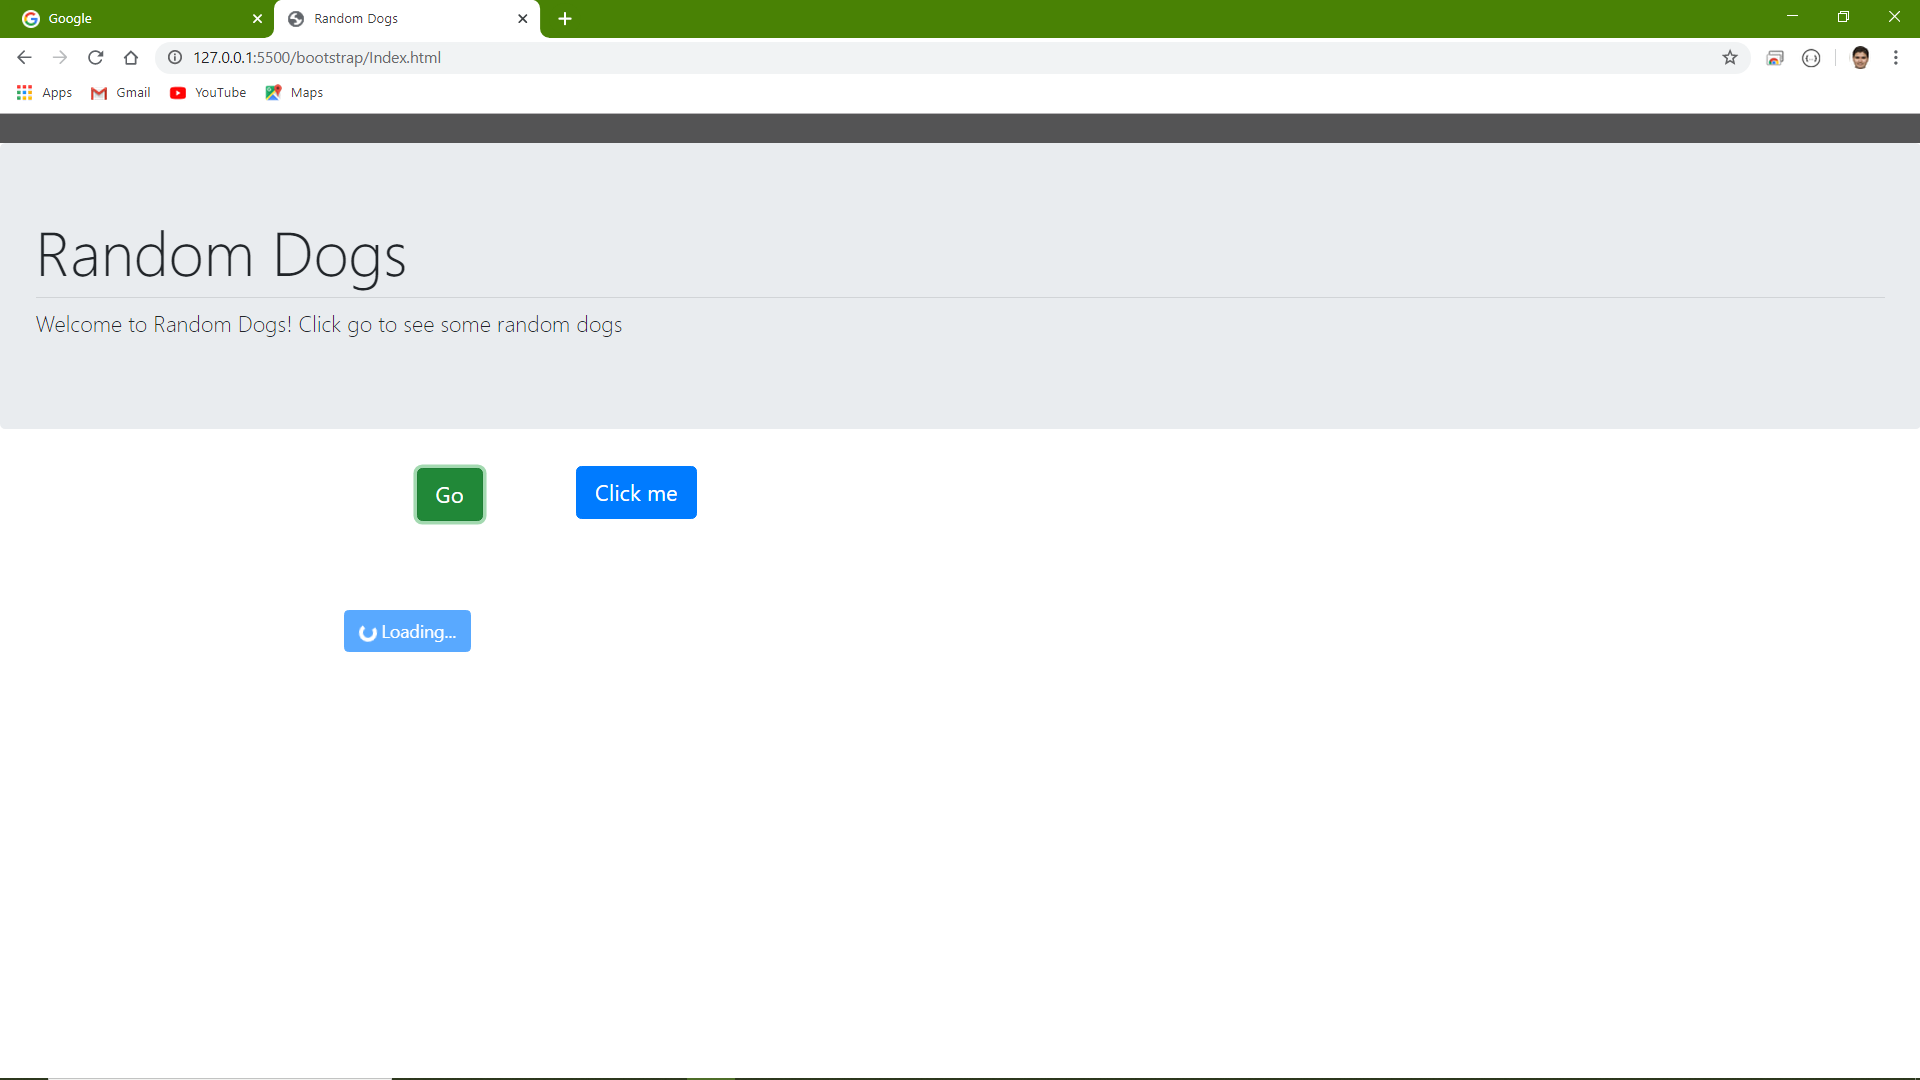 Google
Random Dogs
127.0.0.1:5500/bootstrap/Index.html
Apps Gmail YouTube Maps
Random Dogs
Welcome to Random Dogs! Click go to see some random dogs
Go Click me
Loading...